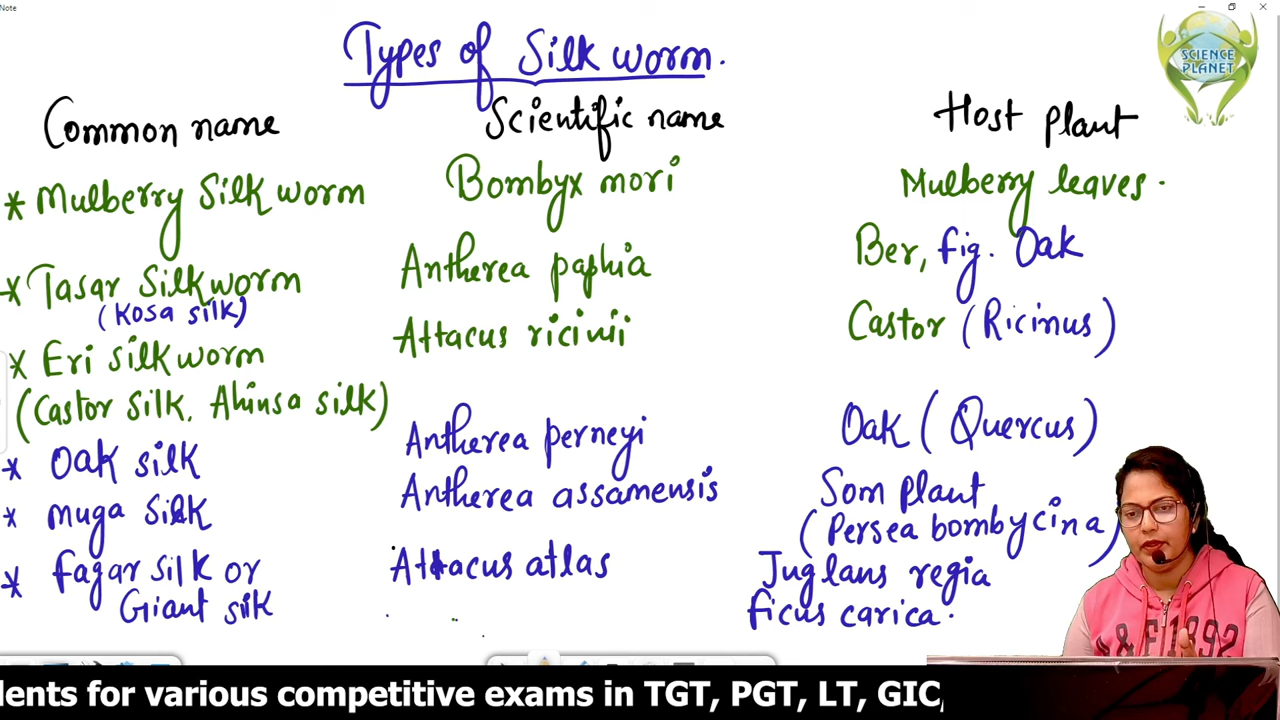 Note
Types of Silk worm.
SCIENCE
PLANET
Common name Scientific name Host plant
* Mulberry Silk worm Bombyx mori Mulberry leaves.
* Tasar Silkworm Antherea paphia Ber, fig. Oak
(Kosa silk)
* Eri silkworm Attacus ricinii Castor (Ricinus)
(Castor silk. Ahinsa silk)
* Oak silk Antherea perneyi Oak (Quercus)
* muga silk Antherea assamensis Som plant
(Persea bombycina)
* fagar silk or Attacus atlas Juglans regia
Giant silk ficus carica.
& F 1892
dents for various competitive exams in TGT, PGT, LT, GIC,